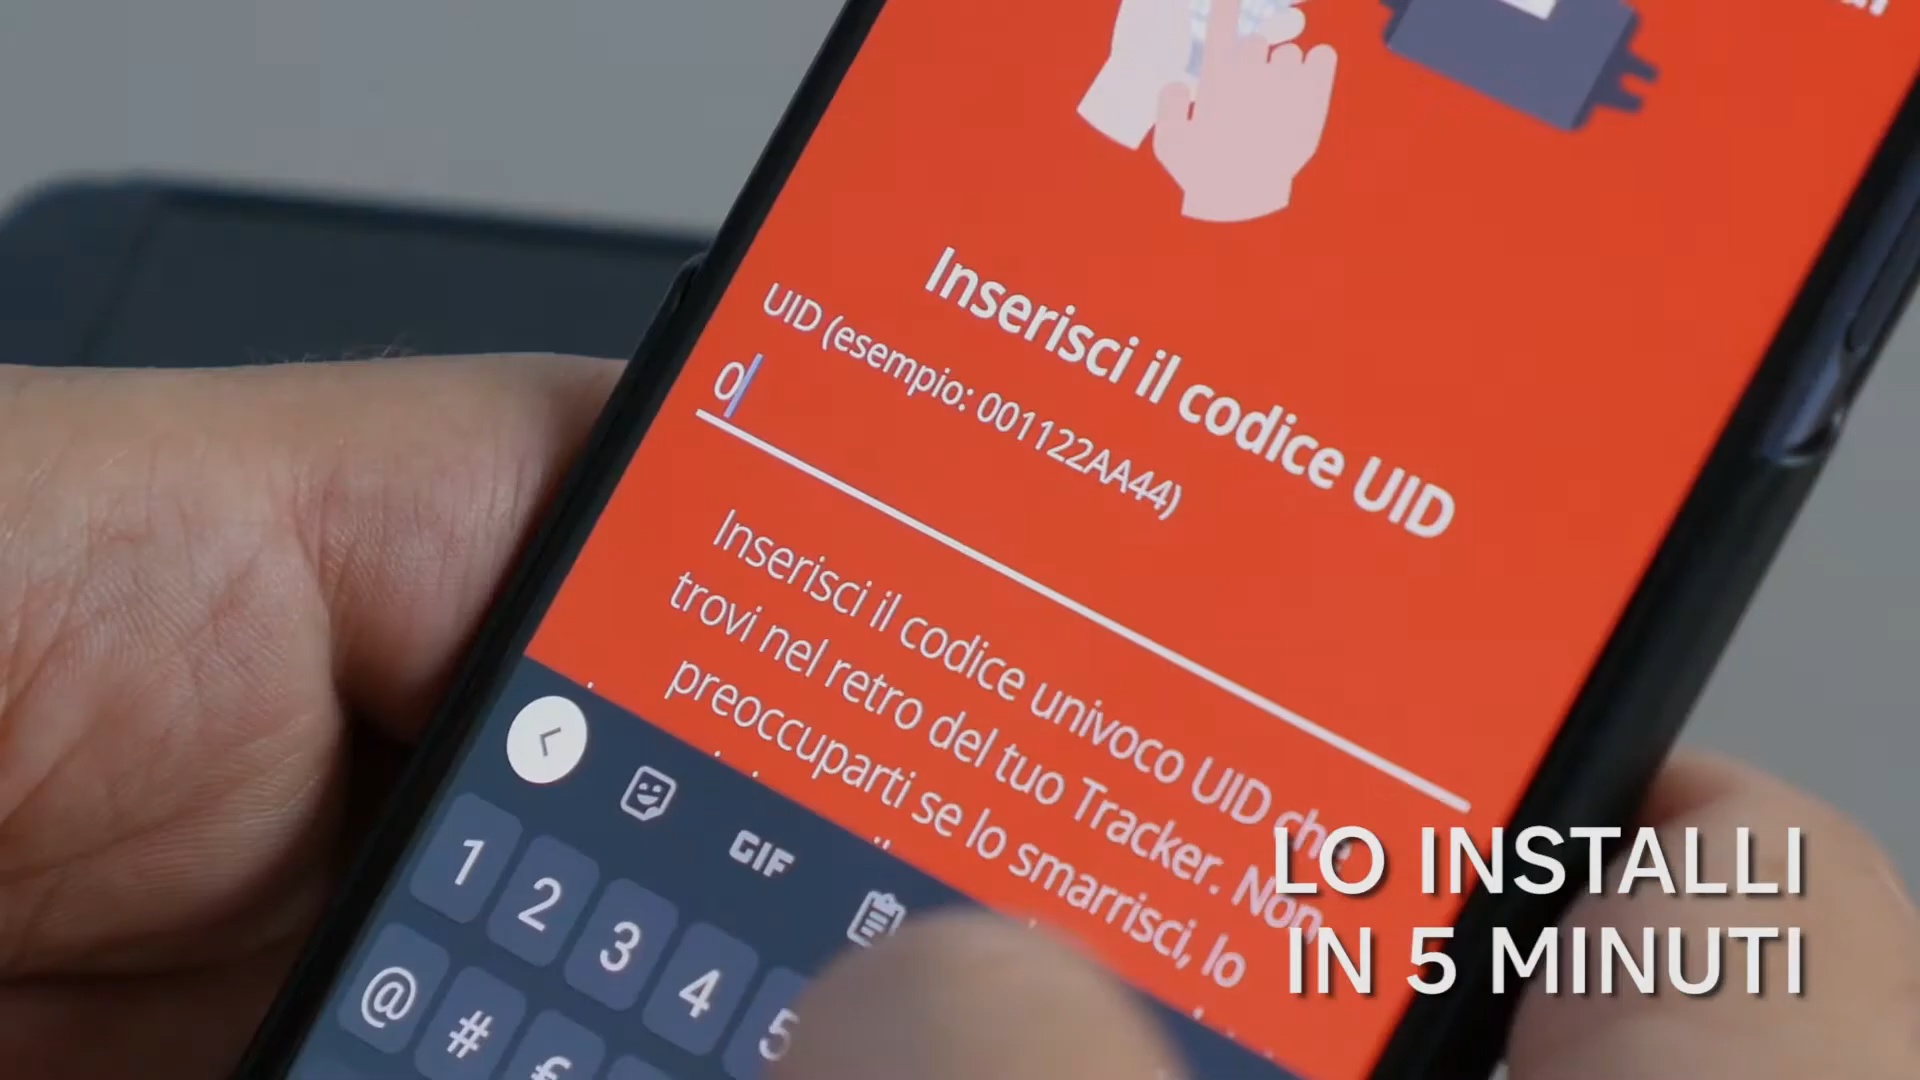 Inserisci il codice UID
UID (esempio: 001122AA44)
0
Inserisci il codice univoco UID che
trovi nel retro del tuo Tracker. Non
preoccuparti se lo smarrisci, lo
GIF
1 2 3 4 5
@ # €
LO INSTALLI
IN 5 MINUTI